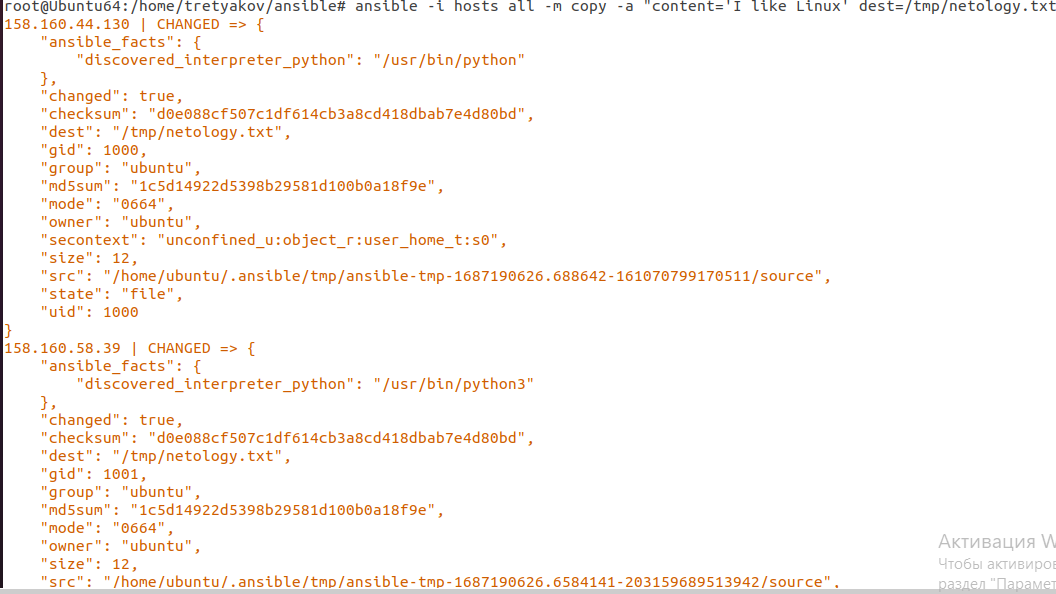 root@Ubuntu64:/home/tretyakov/ansible# ansible -i hosts all -m copy -a "content='I like Linux' dest=/tmp/netology.txt
158.160.44.130 | CHANGED => {
    "ansible_facts": {
        "discovered_interpreter_python": "/usr/bin/python"
    },
    "changed": true,
    "checksum": "d0e088cf507c1df614cb3a8cd418dbab7e4d80bd",
    "dest": "/tmp/netology.txt",
    "gid": 1000,
    "group": "ubuntu",
    "md5sum": "1c5d14922d5398b29581d100b0a18f9e",
    "mode": "0664",
    "owner": "ubuntu",
    "secontext": "unconfined_u:object_r:user_home_t:s0",
    "size": 12,
    "src": "/home/ubuntu/.ansible/tmp/ansible-tmp-1687190626.688642-161070799170511/source",
    "state": "file",
    "uid": 1000
}
158.160.58.39 | CHANGED => {
    "ansible_facts": {
        "discovered_interpreter_python": "/usr/bin/python3"
    },
    "changed": true,
    "checksum": "d0e088cf507c1df614cb3a8cd418dbab7e4d80bd",
    "dest": "/tmp/netology.txt",
    "gid": 1001,
    "group": "ubuntu",
    "md5sum": "1c5d14922d5398b29581d100b0a18f9e",
    "mode": "0664",
    "owner": "ubuntu",
    "size": 12,
    "src": "/home/ubuntu/.ansible/tmp/ansible-tmp-1687190626.6584141-203159689513942/source",
Активация W
Чтобы активиров
раздел "Парамет